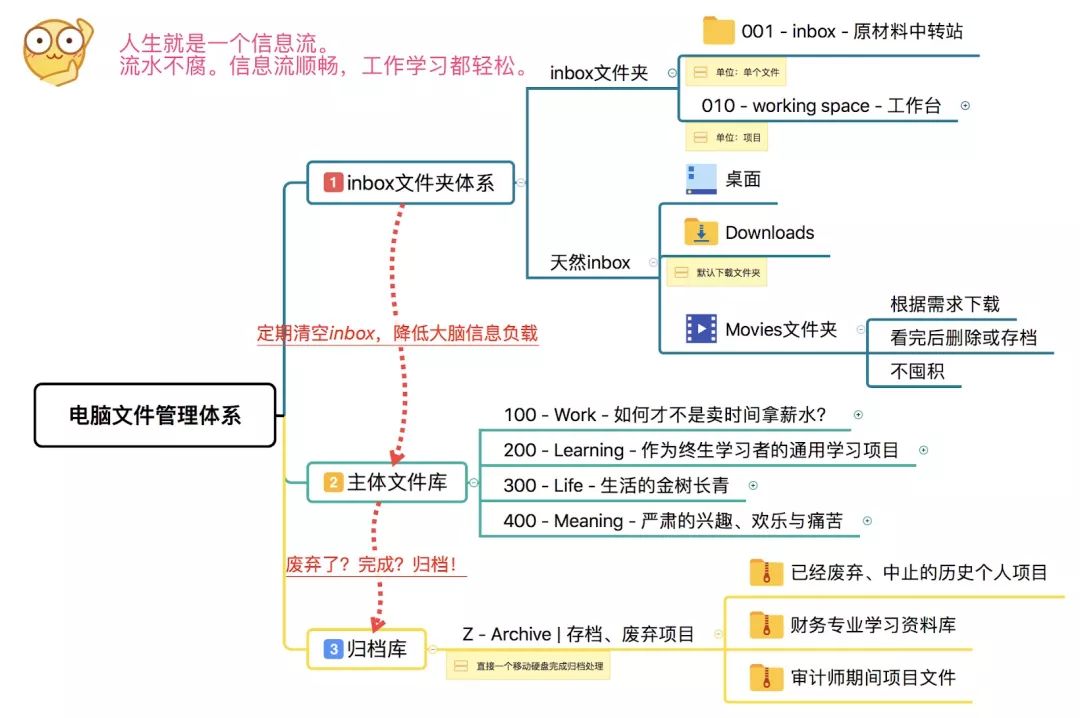 人生就是一个信息流。
流水不腐。信息流顺畅，工作学习都轻松。
001 - inbox - 原材料中转站
inbox文件夹
单位：单个文件
010 - working space - 工作台
单位：项目
1 inbox文件夹体系
桌面
Downloads
天然inbox
默认下载文件夹
Movies文件夹
根据需求下载
看完后删除或存档
不囤积
定期清空inbox，降低大脑信息负载
电脑文件管理体系
100 - Work - 如何才不是卖时间拿薪水？
200 - Learning - 作为终生学习者的通用学习项目
2 主体文件库
300 - Life - 生活的金树长青
400 - Meaning - 严肃的兴趣、欢乐与痛苦
废弃了？完成？归档！
已经废弃、中止的历史个人项目
3 归档库
Z - Archive | 存档、废弃项目
财务专业学习资料库
直接一个移动硬盘完成归档处理
审计师期间项目文件